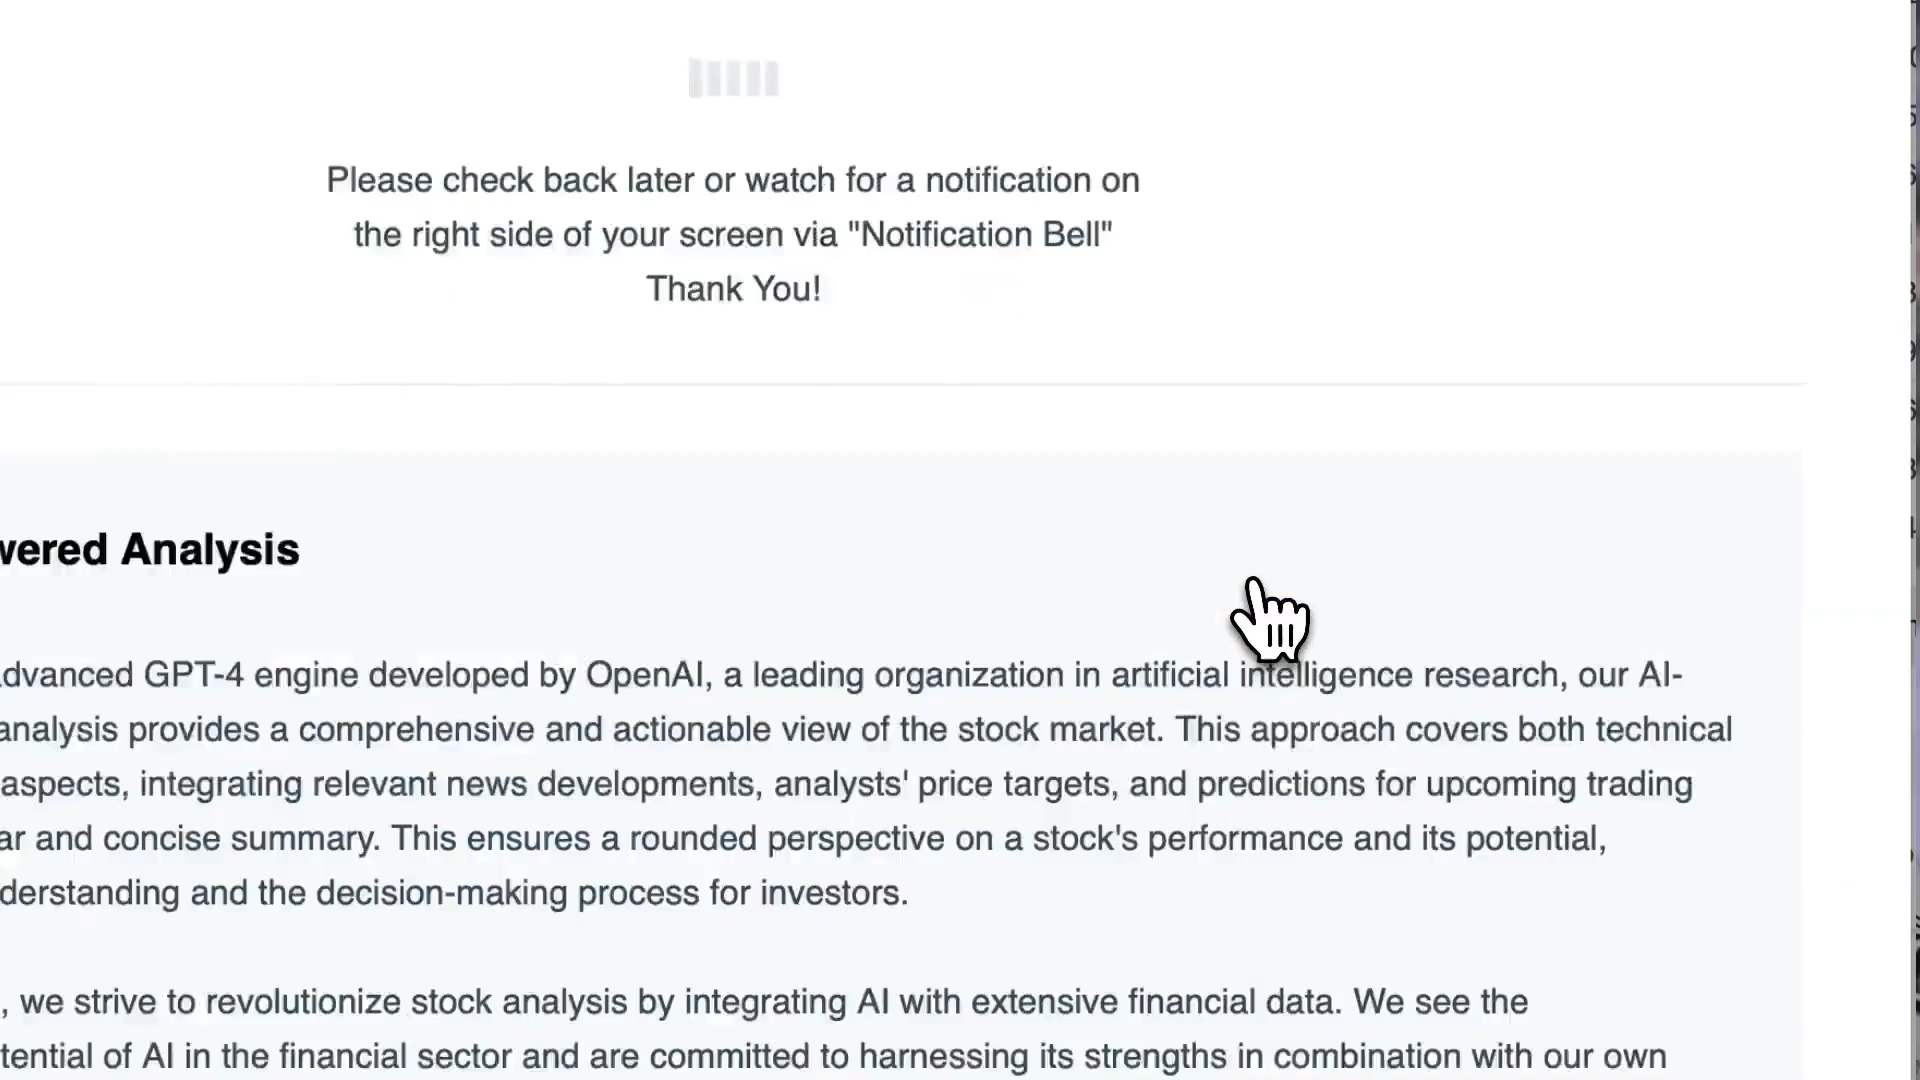 Please check back later or watch for a notification on
the right side of your screen via "Notification Bell"
Thank You!
Analysis
GPT-4 engine developed by OpenAI, a leading organization in artificial intelligence research, our AI-
analysis provides a comprehensive and actionable view of the stock market. This approach covers both technical
aspects, integrating relevant news developments, analysts' price targets, and predictions for upcoming trading
and concise summary. This ensures a rounded perspective on a stock's performance and its potential,
and the decision-making process for investors.
, we strive to revolutionize stock analysis by integrating AI with extensive financial data. We see the
of AI in the financial sector and are committed to harnessing its strengths in combination with our own